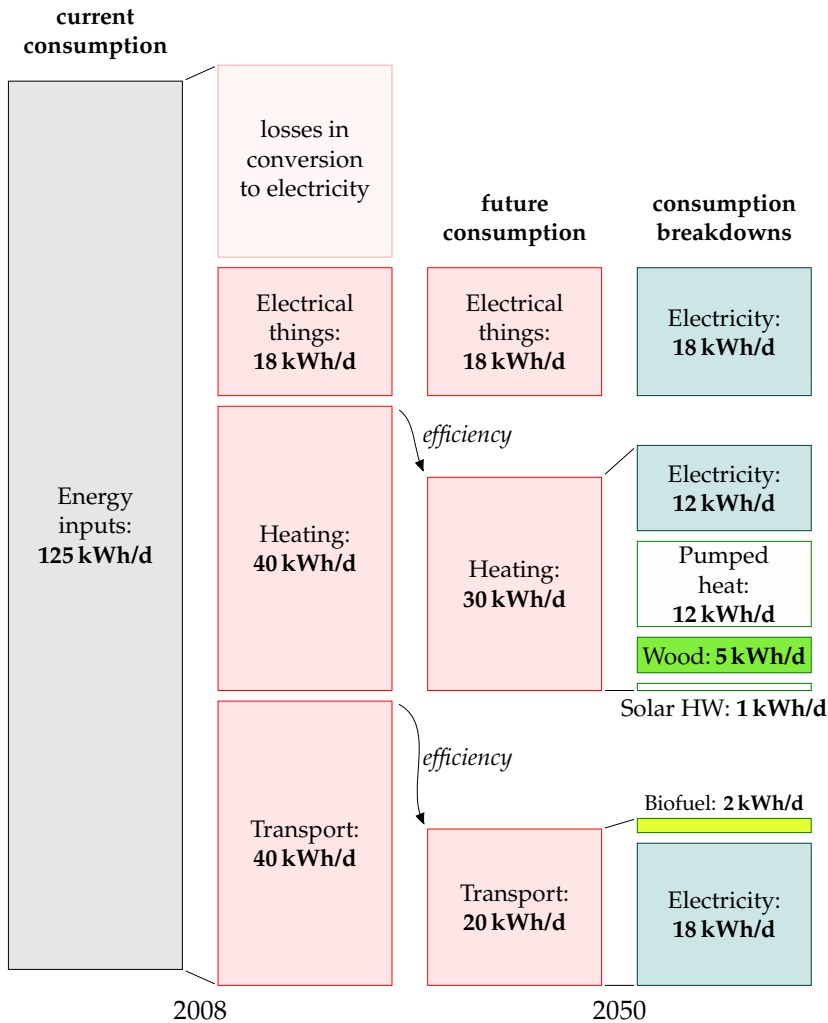 current
consumption
Energy
inputs:
125 kWh/d
losses in
conversion
to electricity
Electrical
things:
18 kWh/d
Heating:
40 kWh/d
Transport:
40 kWh/d
2008
future
consumption
Electrical
things:
18 kWh/d
efficiency
Heating:
30 kWh/d
efficiency
Transport:
20 kWh/d
consumption
breakdowns
Electricity:
18 kWh/d
Electricity:
12 kWh/d
Pumped
heat:
12 kWh/d
Wood: 5 kWh/d
Solar HW: 1 kWh/d
Biofuel: 2 kWh/d
Electricity:
18 kWh/d
2050